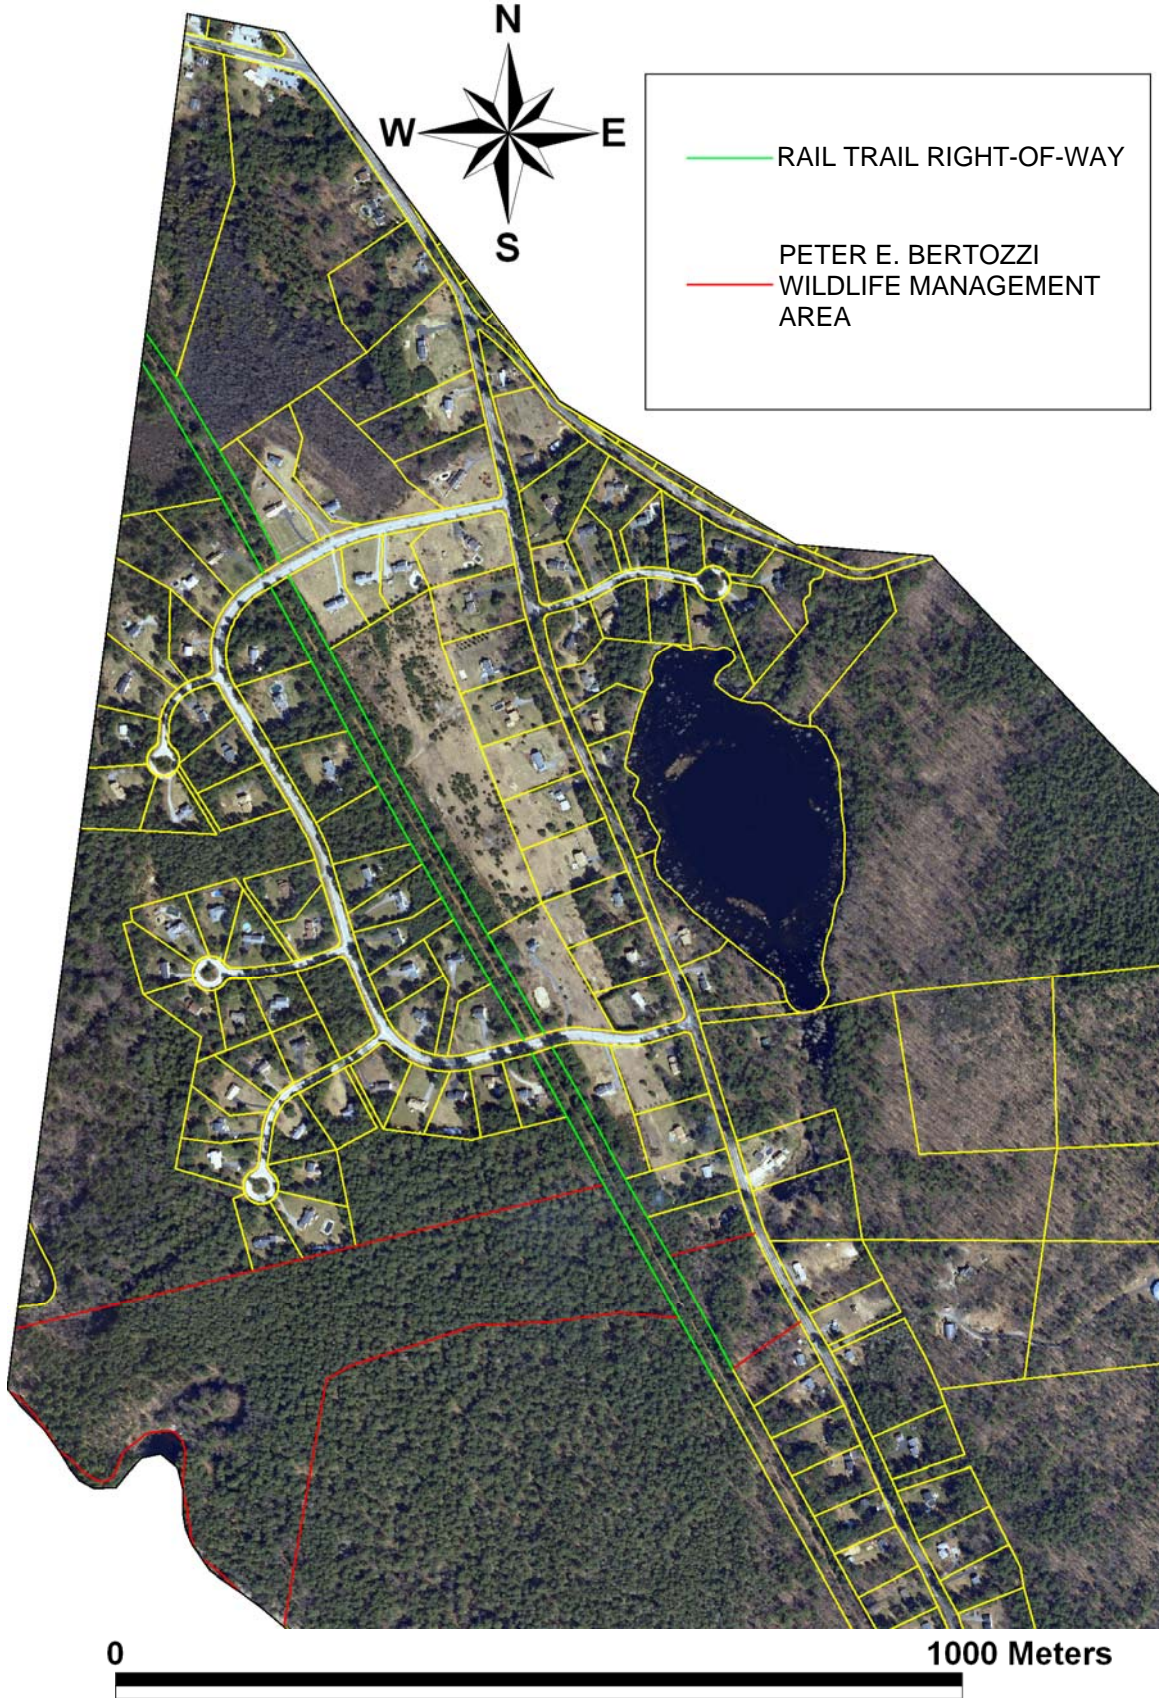 N
W E
S
RAIL TRAIL RIGHT-OF-WAY
PETER E. BERTOZZI
WILDLIFE MANAGEMENT
AREA
0 1000 Meters